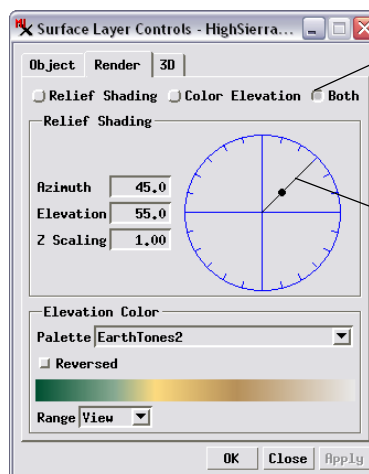 Surface Layer Controls - HighSierra...
Object Render 3D
Relief Shading Color Elevation Both
Relief Shading
Azimuth 45.0
Elevation 55.0
Z Scaling 1.00
Elevation Color
Palette EarthTones2
Reversed
Range View
OK Close Apply